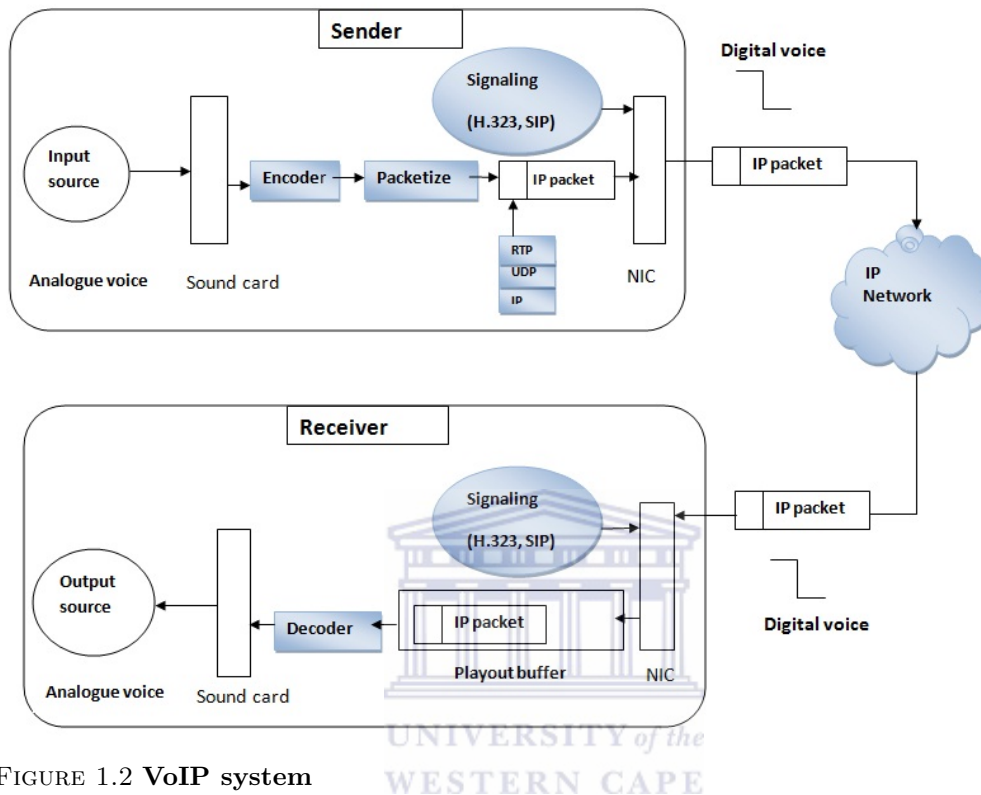 Sender
Digital voice
Signaling
(H.323, SIP)
Input
source
Encoder
Packetize
IP packet
IP packet
RTP
UDP
IP
Analogue voice
Sound card
NIC
IP
Network
Receiver
Signaling
(H.323, SIP)
IP packet
Output
source
Decoder
IP packet
Digital voice
Playout buffer
NIC
Analogue voice
Sound card
UNIVERSITY of the
WESTERN CAPE
FIGURE 1.2 VoIP system